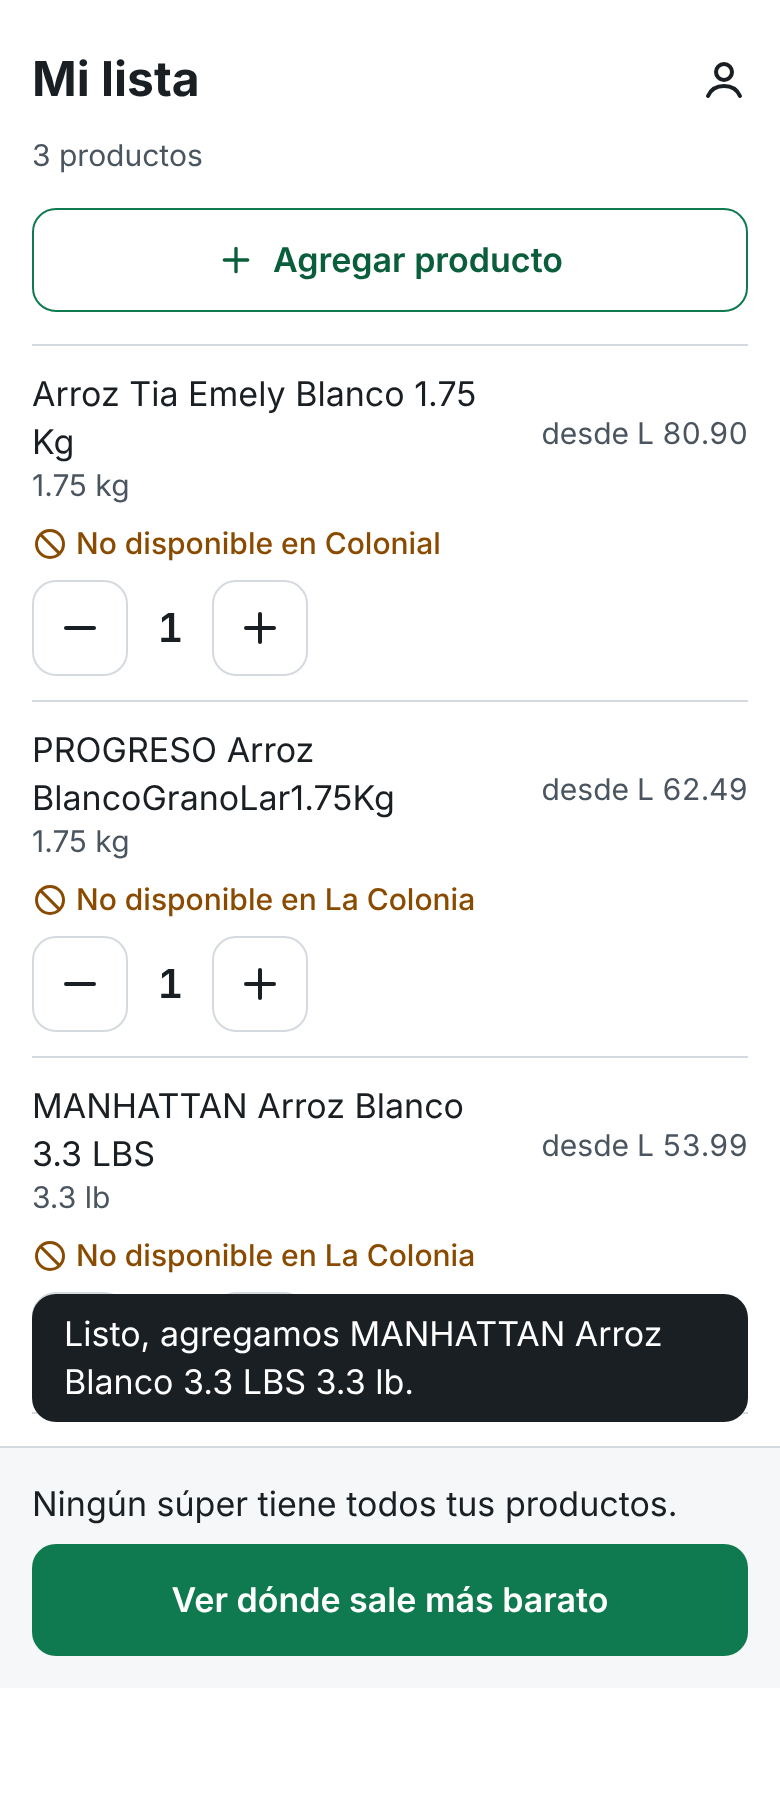 Mi lista
3 productos
Agregar producto
Arroz Tia Emely Blanco 1.75
Kg
desde L 80.90
1.75 kg
No disponible en Colonial
1
PROGRESO Arroz
BlancoGranoLar1.75Kg
desde L 62.49
1.75 kg
No disponible en La Colonia
1
MANHATTAN Arroz Blanco
3.3 LBS
desde L 53.99
3.3 lb
No disponible en La Colonia
Listo, agregamos MANHATTAN Arroz
Blanco 3.3 LBS 3.3 lb.
Ningún súper tiene todos tus productos.
Ver dónde sale más barato